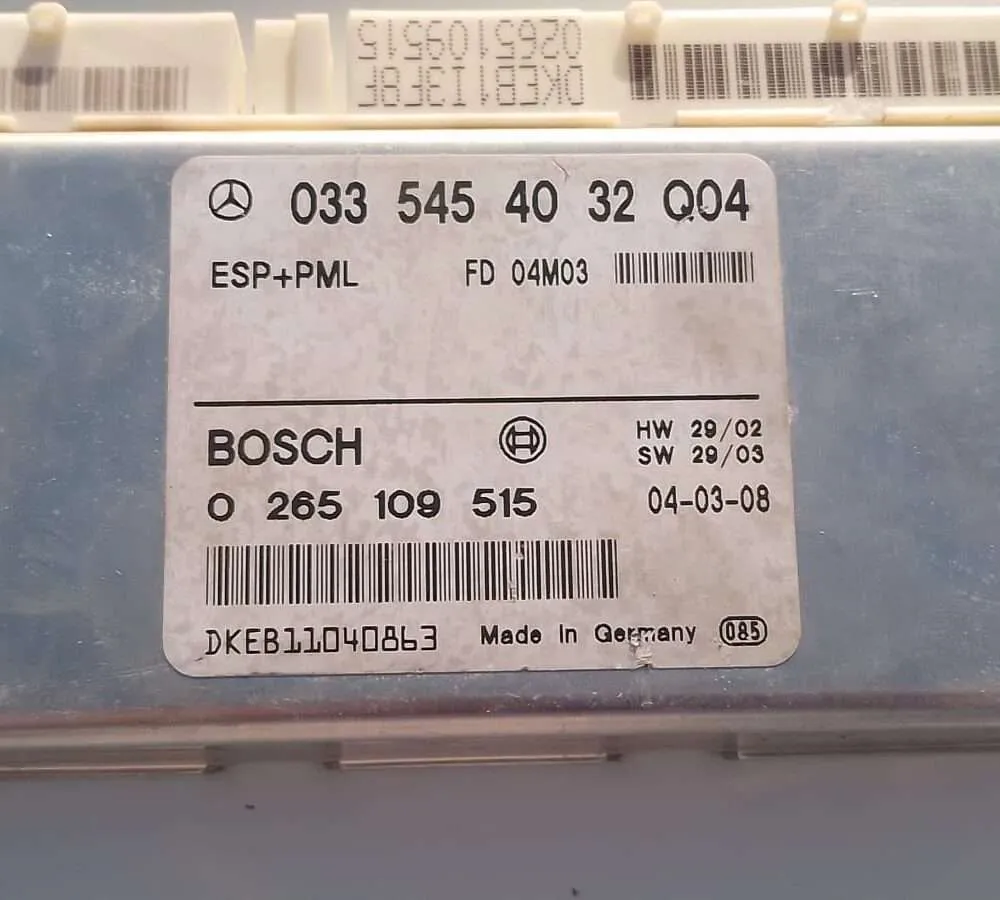 0265109515
DKEB113F8F
033 545 40 32 Q04
ESP+PML FD 04M03
BOSCH HW 29/02
SW 29/03
0 265 109 515 04-03-08
DKEB11040863 Made in Germany 085